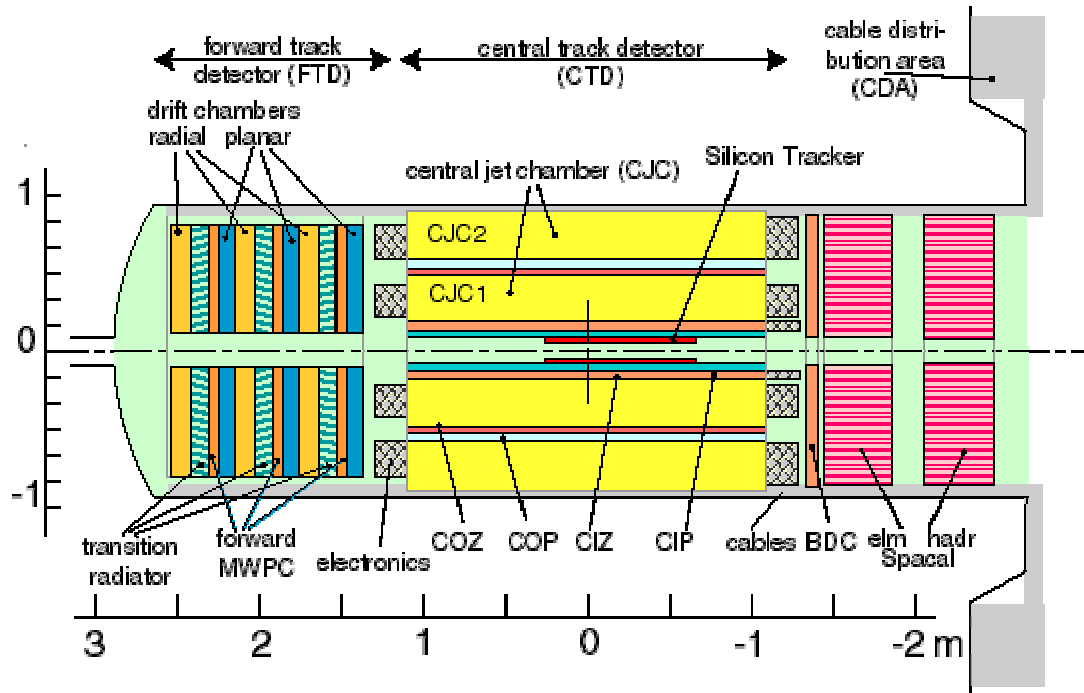 forward track
detector (FTD)
central track detector
(CTD)
cable distri-
bution area
(CDA)
drift chambers
radial planar
central jet chamber (CJC)
Silicon Tracker
1
CJC2
CJC1
0
-1
transition
radiator
forward
MWPC
electronics
COZ
COP
CIZ
CIP
cables
BDC
elm
hadr
Spacal
3 2 1 0 -1 -2 m